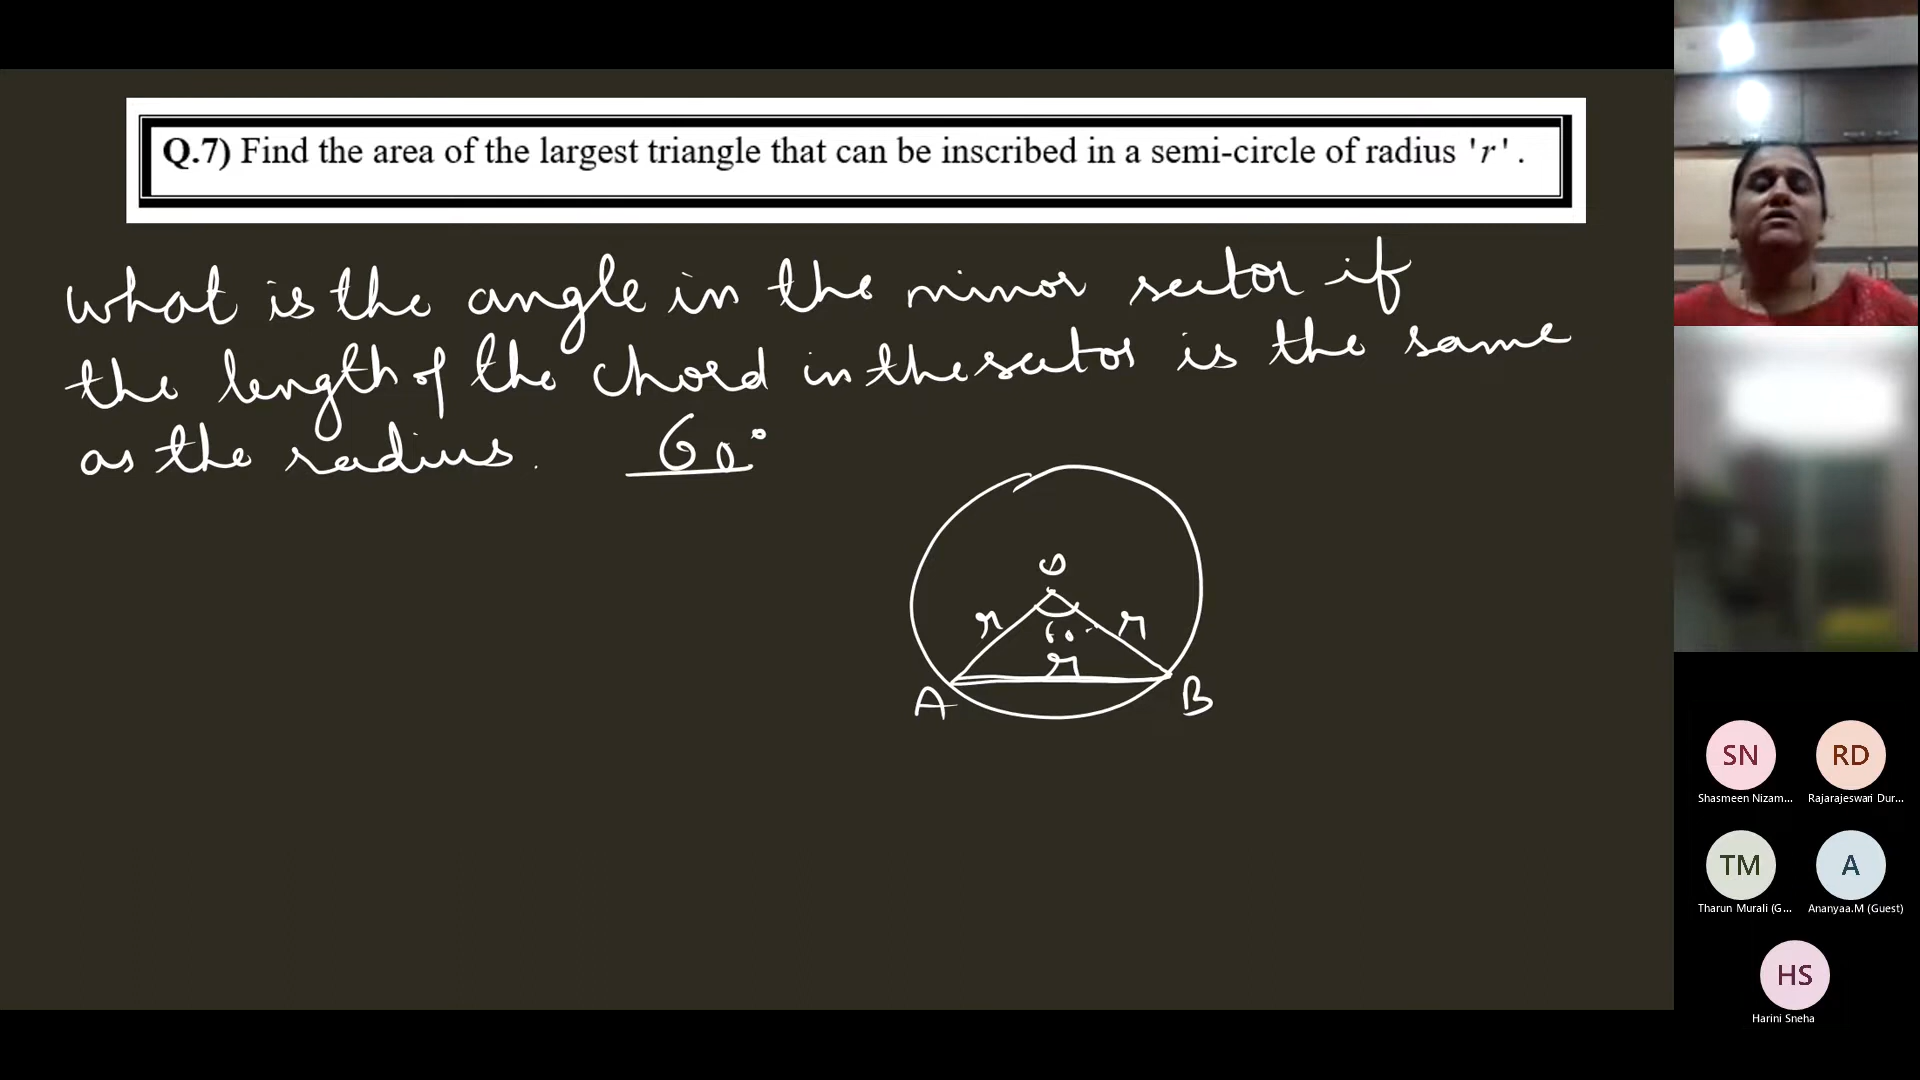 Q.7) Find the area of the largest triangle that can be inscribed in a semi-circle of radius 'r' .
what is the angle in the minor sector if
the length of the chord in the sector is the same
as the radius. 60°
O
r 60° r
r
A B
SN RD
Shasmeen Nizam... Rajarajeswari Dur...
TM A
Tharun Murali (G... Ananyaa.M (Guest)
HS
Harini Sneha